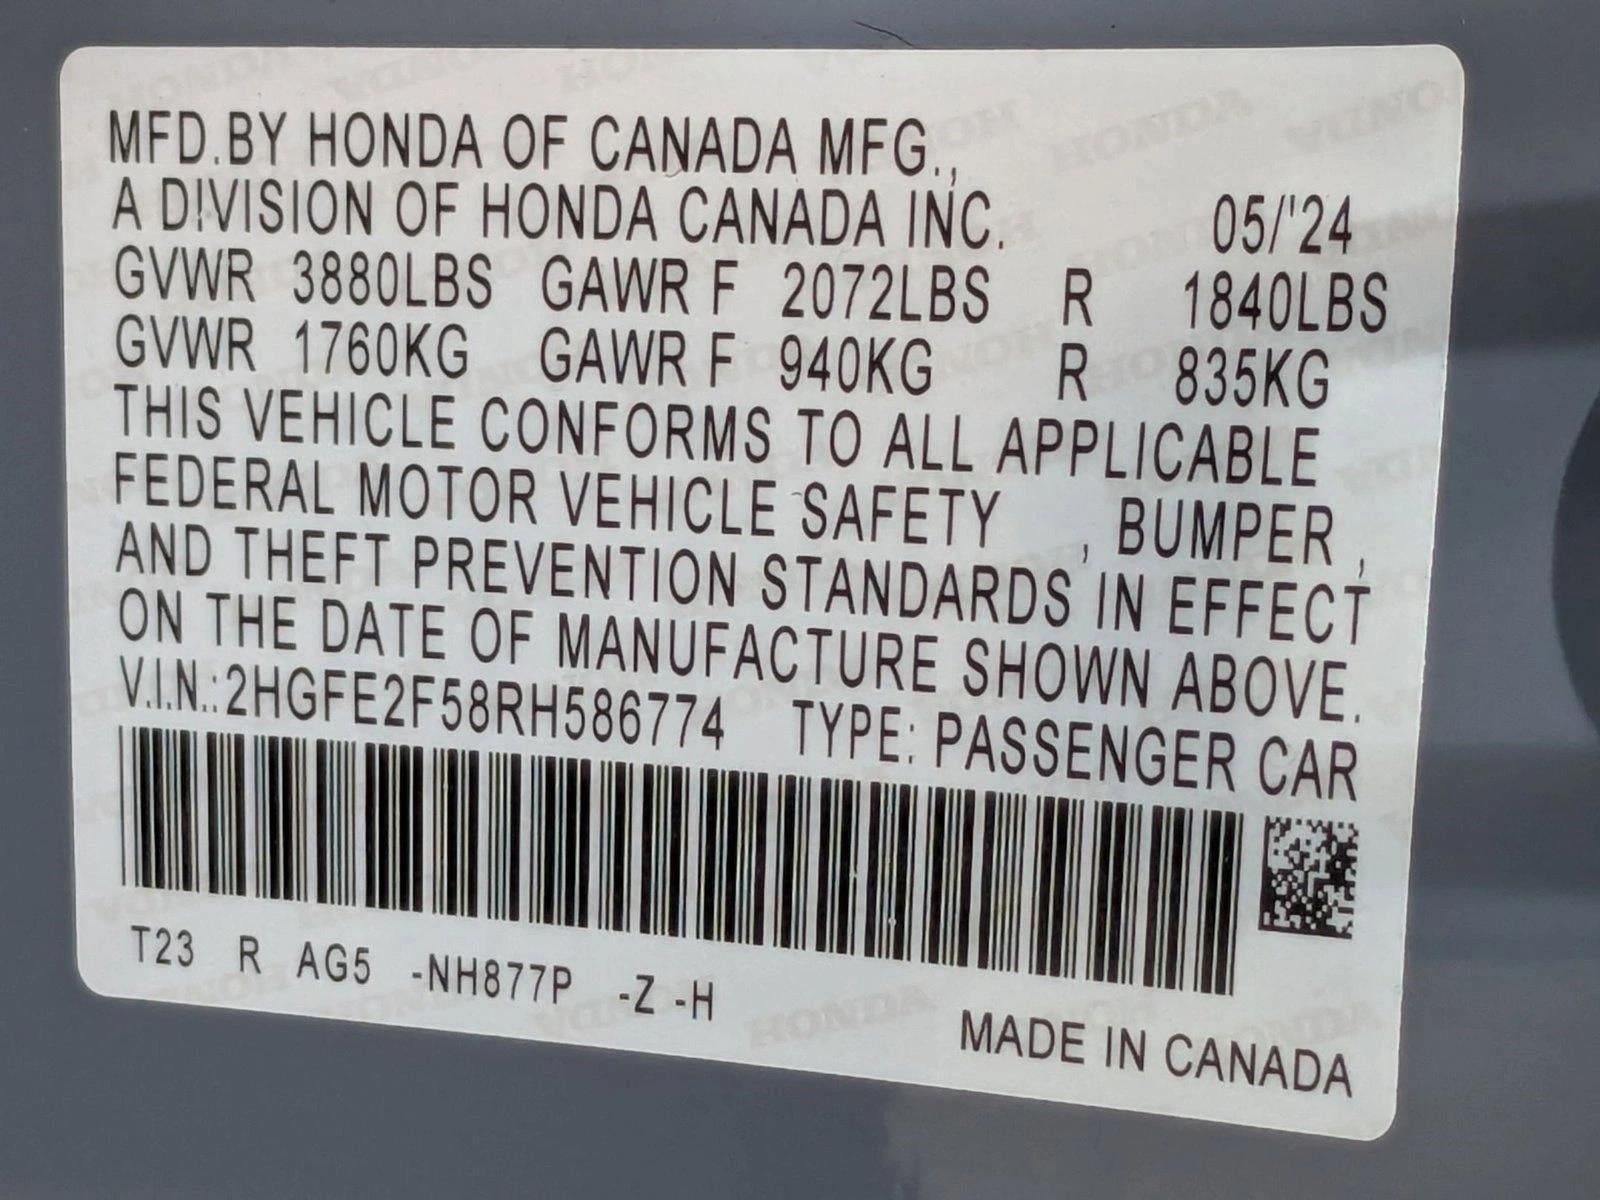 MFD.BY HONDA OF CANADA MFG.,
A DIVISION OF HONDA CANADA INC. 05/'24
GVWR 3880LBS GAWR F 2072LBS R 1840LBS
GVWR 1760KG GAWR F 940KG R 835KG
THIS VEHICLE CONFORMS TO ALL APPLICABLE
FEDERAL MOTOR VEHICLE SAFETY , BUMPER ,
AND THEFT PREVENTION STANDARDS IN EFFECT
ON THE DATE OF MANUFACTURE SHOWN ABOVE.
V.I.N.:2HGFE2F58RH586774 TYPE: PASSENGER CAR
T23 R AG5 -NH877P -Z -H
MADE IN CANADA